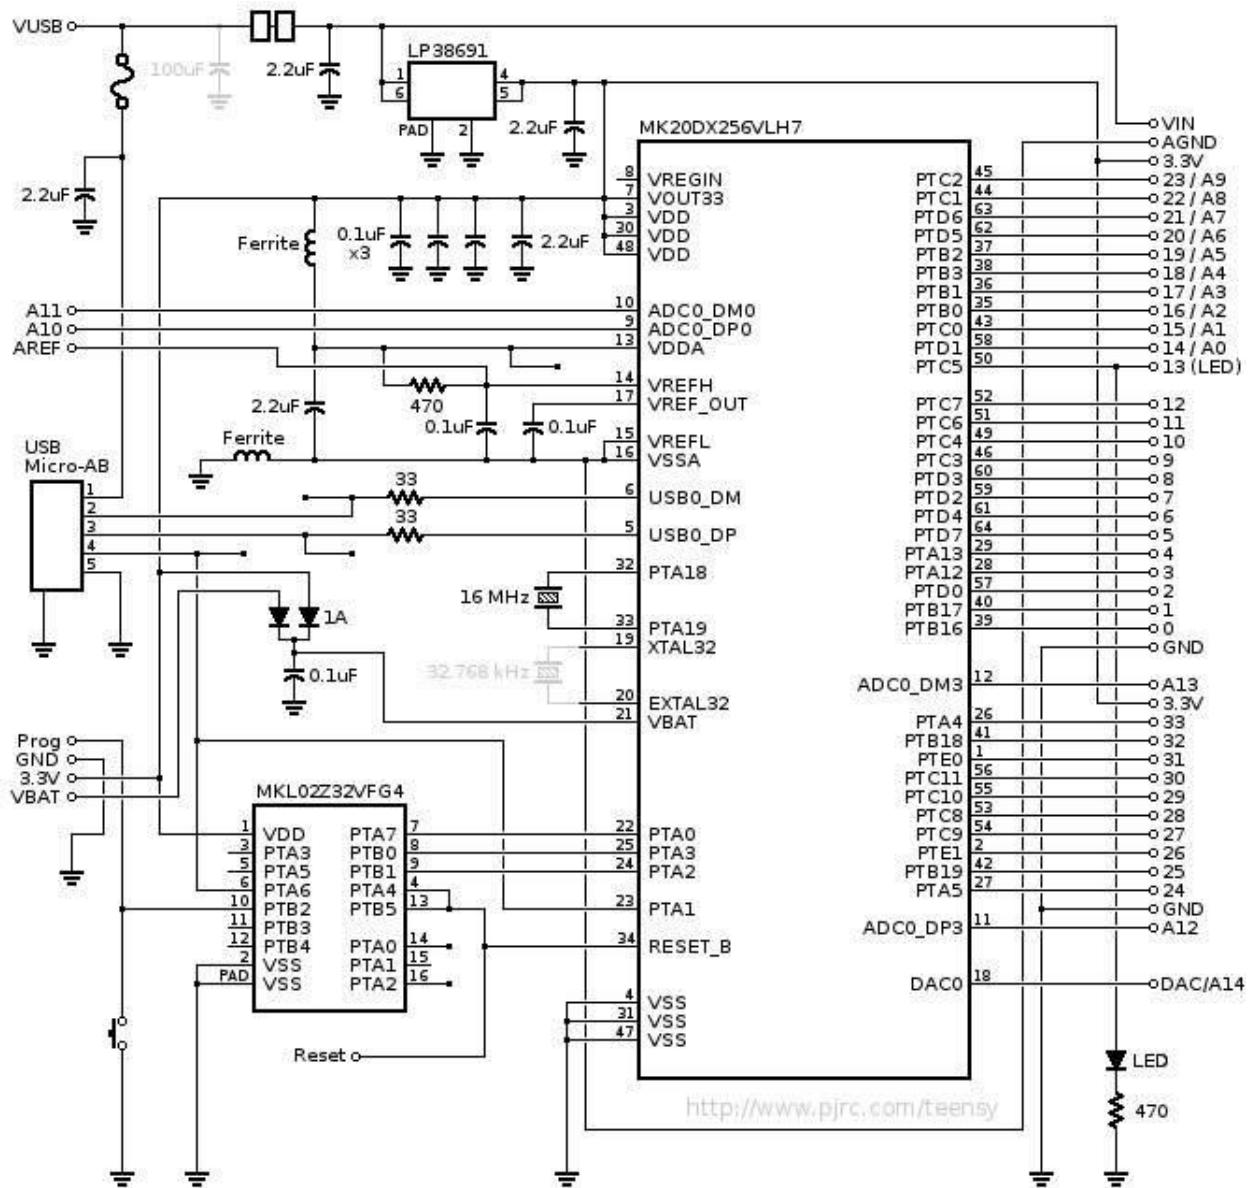 VUSB
100uF
2.2uF
LP38691
1
6
4
5
PAD
2
2.2uF
2.2uF
MK20DX256VLH7
VIN
AGND
3.3V
8 VREGIN
7 VOUT33
3 VDD
30 VDD
48 VDD
Ferrite
0.1uF
x3
2.2uF
PTC2 45 23 / A9
PTC1 44 22 / A8
PTD6 63 21 / A7
PTD5 62 20 / A6
PTB2 37 19 / A5
PTB3 38 18 / A4
PTB1 36 17 / A3
PTB0 35 16 / A2
PTC0 43 15 / A1
PTD1 58 14 / A0
PTC5 50 13 (LED)
A11
A10
AREF
10 ADC0_DM0
9 ADC0_DP0
13 VDDA
14 VREFH
17 VREF_OUT
15 VREFL
16 VSSA
470
2.2uF
0.1uF
0.1uF
Ferrite
PTC7 52 12
PTC6 51 11
PTC4 49 10
PTC3 46 9
PTD3 60 8
PTD2 59 7
PTD4 61 6
PTD7 64 5
PTA13 29 4
PTA12 28 3
PTD0 57 2
PTB17 40 1
PTB16 39 0
GND
USB
Micro-AB
1
2
3
4
5
33
33
6 USB0_DM
5 USB0_DP
32 PTA18
16 MHz
33 PTA19
19 XTAL32
32.768 kHz
20 EXTAL32
21 VBAT
1A
0.1uF
ADC0_DM3 12 A13
3.3V
PTA4 26 33
PTB18 41 32
PTE0 1 31
PTC11 56 30
PTC10 55 29
PTC8 53 28
PTC9 54 27
PTE1 2 26
PTB19 42 25
PTA5 27 24
GND
ADC0_DP3 11 A12
DAC0 18 DAC/A14
Prog
GND
3.3V
VBAT
MKL02Z32VFG4
1 VDD PTA7 7
3 PTA3 PTB0 8
5 PTA5 PTB1 9
6 PTA6 PTA4 4
10 PTB2 PTB5 13
11 PTB3
12 PTB4 PTA0 14
2 VSS PTA1 15
PAD VSS PTA2 16
22 PTA0
25 PTA3
24 PTA2
23 PTA1
34 RESET_B
4 VSS
31 VSS
47 VSS
Reset
LED
470
http://www.pjrc.com/teensy